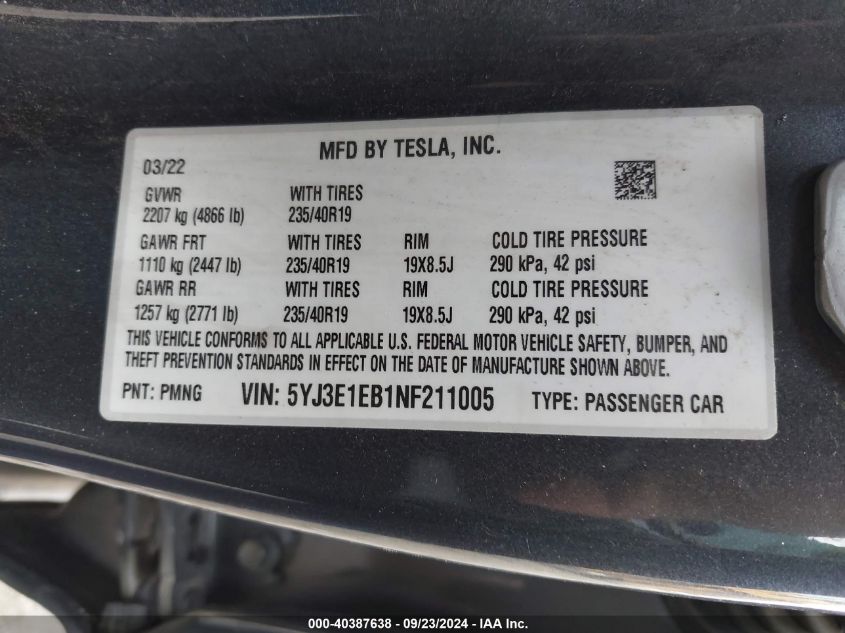 MFD BY TESLA, INC.
03/22
GVWR WITH TIRES
2207 kg (4866 lb) 235/40R19
GAWR FRT WITH TIRES RIM COLD TIRE PRESSURE
1110 kg (2447 lb) 235/40R19 19X8.5J 290 kPa, 42 psi
GAWR RR WITH TIRES RIM COLD TIRE PRESSURE
1257 kg (2771 lb) 235/40R19 19X8.5J 290 kPa, 42 psi
THIS VEHICLE CONFORMS TO ALL APPLICABLE U.S. FEDERAL MOTOR VEHICLE SAFETY, BUMPER, AND
THEFT PREVENTION STANDARDS IN EFFECT ON THE DATE OF MANUFACTURE SHOWN ABOVE.
PNT: PMNG VIN: 5YJ3E1EB1NF211005 TYPE: PASSENGER CAR
000-40387638 - 09/23/2024 - IAA Inc.